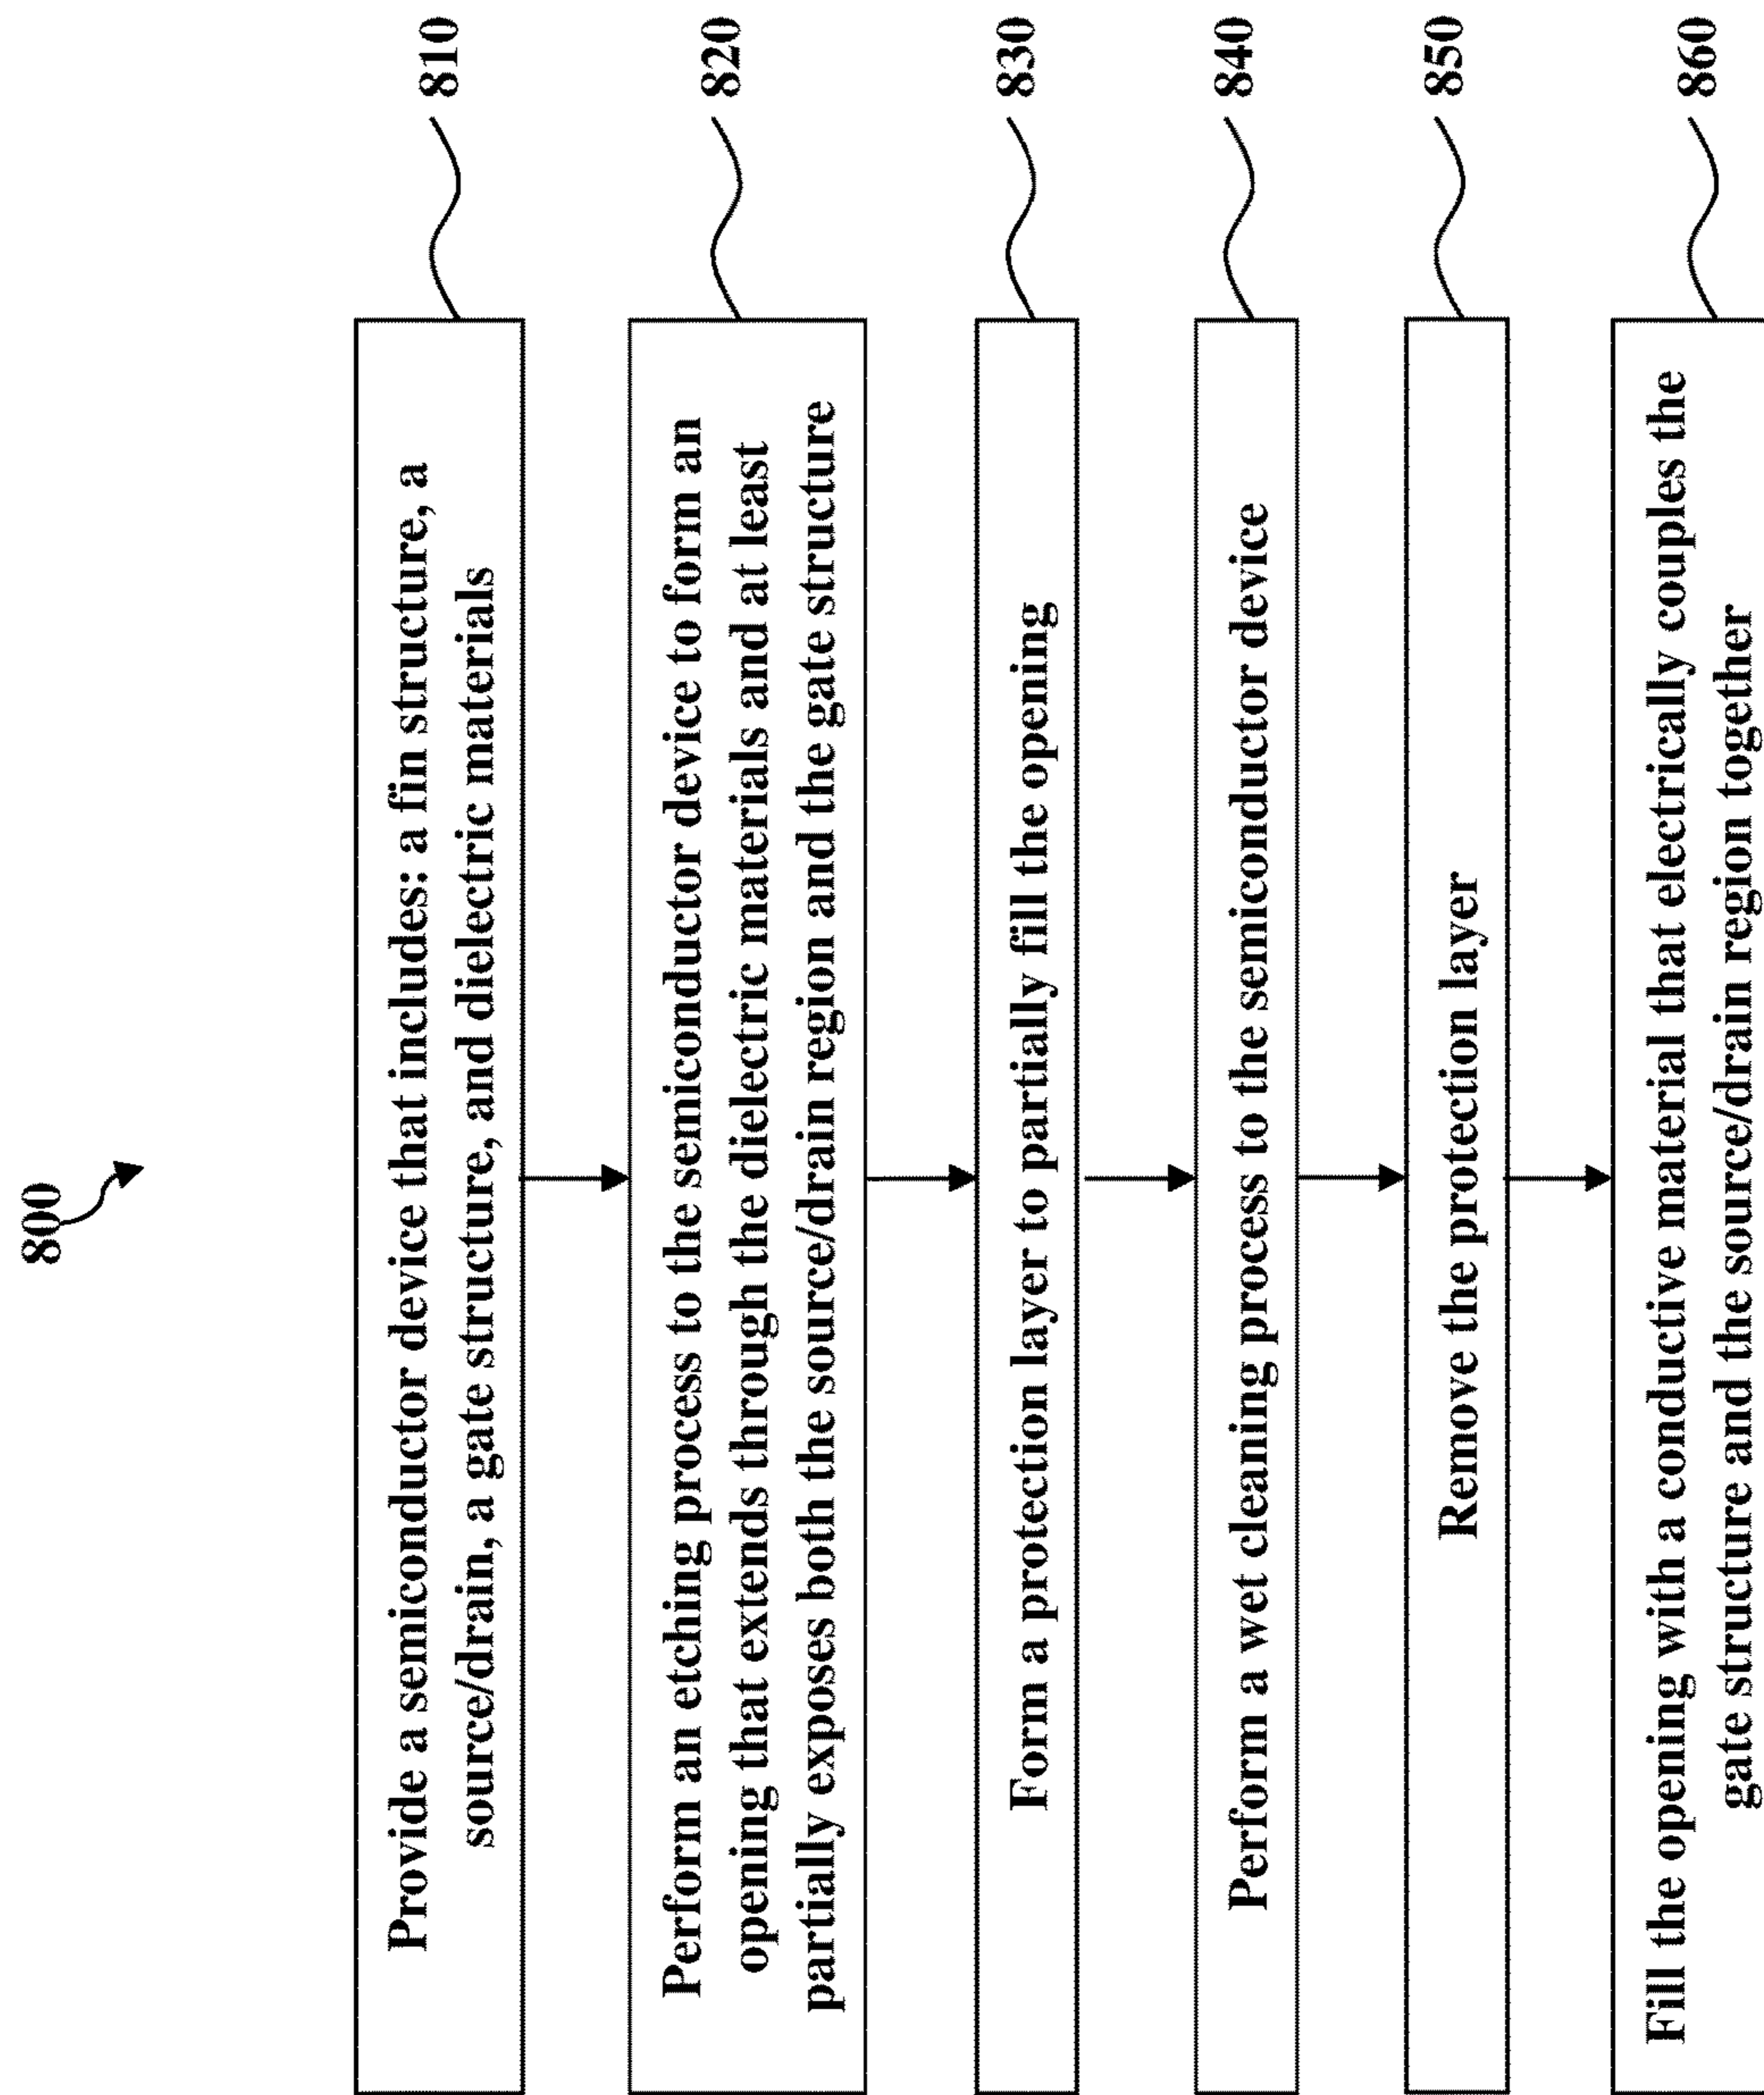 800
Provide a semiconductor device that includes: a fin structure, a
source/drain, a gate structure, and dielectric materials
810
Perform an etching process to the semiconductor device to form an
opening that extends through the dielectric materials and at least
partially exposes both the source/drain region and the gate structure
820
Form a protection layer to partially fill the opening
830
Perform a wet cleaning process to the semiconductor device
840
Remove the protection layer
850
Fill the opening with a conductive material that electrically couples the
gate structure and the source/drain region together
860